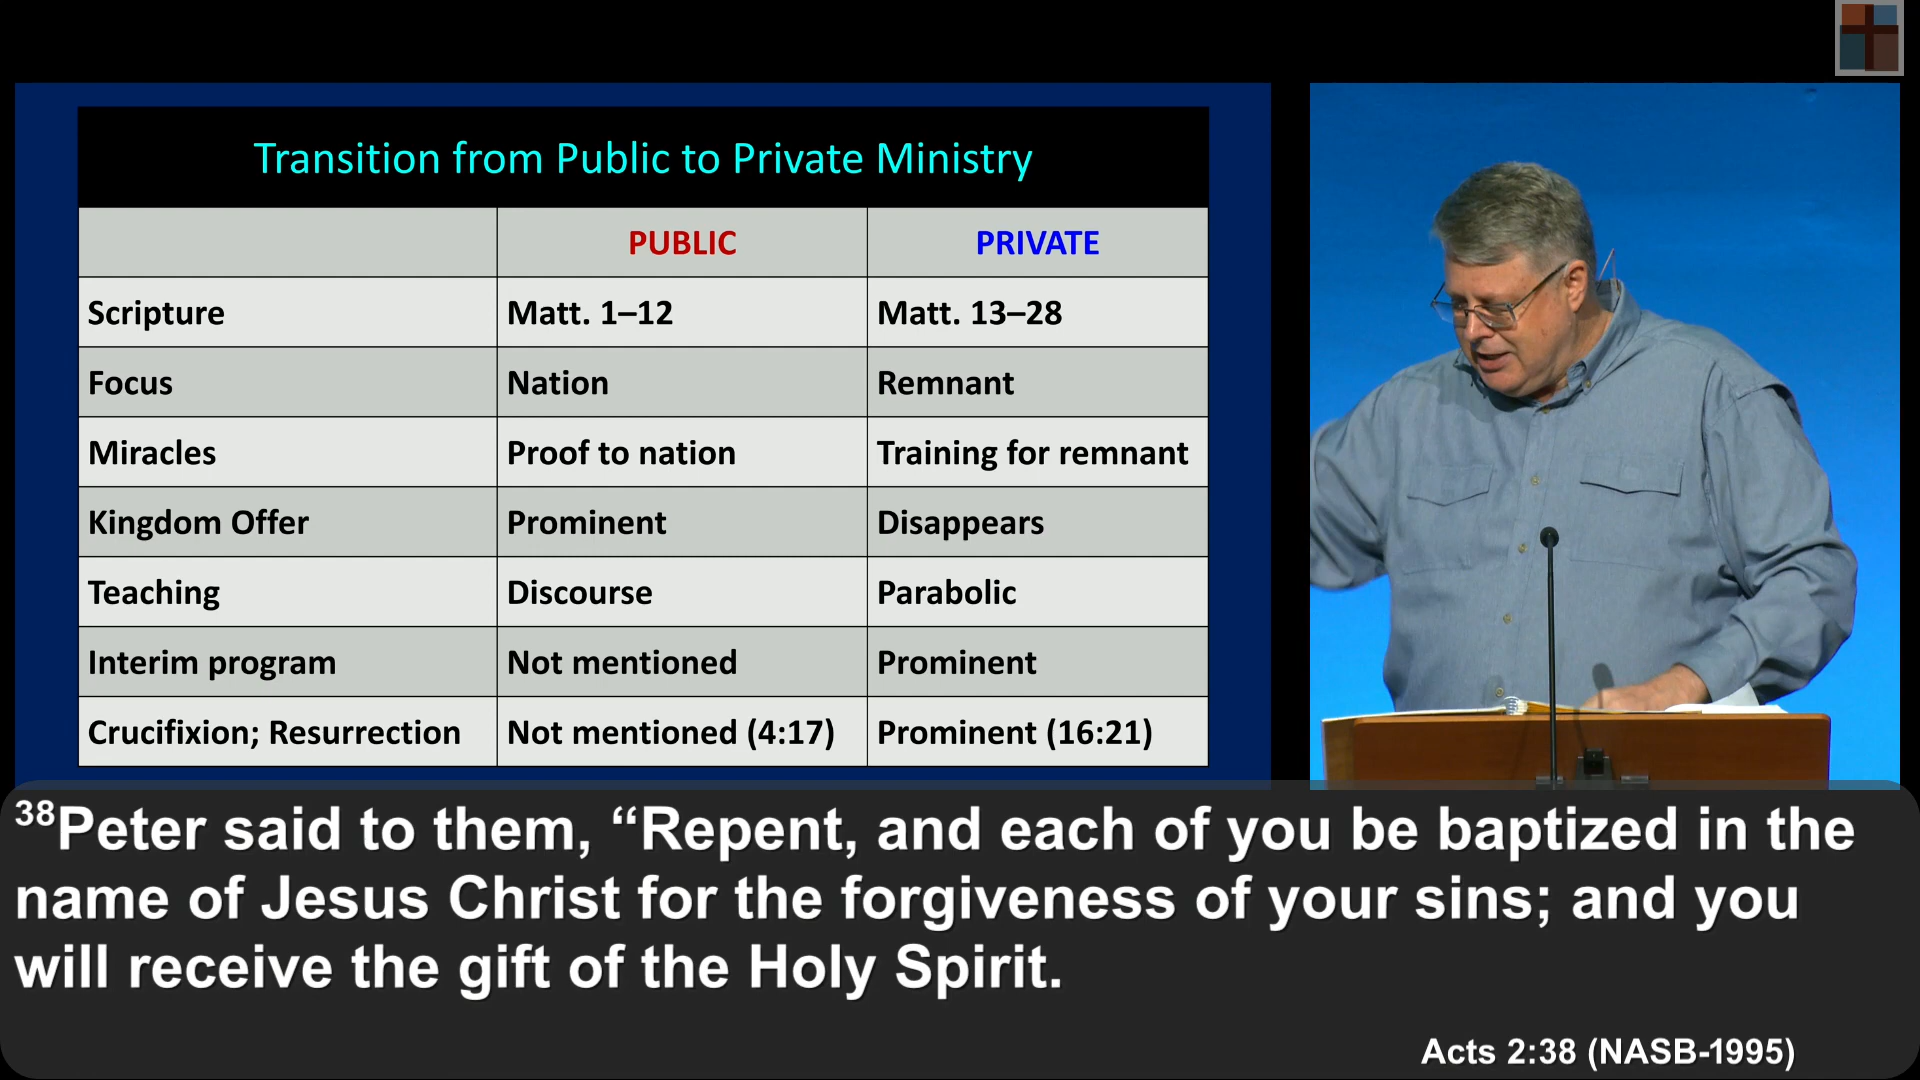 Transition from Public to Private Ministry
PUBLIC PRIVATE
Scripture Matt. 1–12 Matt. 13–28
Focus Nation Remnant
Miracles Proof to nation Training for remnant
Kingdom Offer Prominent Disappears
Teaching Discourse Parabolic
Interim program Not mentioned Prominent
Crucifixion; Resurrection Not mentioned (4:17) Prominent (16:21)
38Peter said to them, “Repent, and each of you be baptized in the
name of Jesus Christ for the forgiveness of your sins; and you
will receive the gift of the Holy Spirit.
Acts 2:38 (NASB-1995)